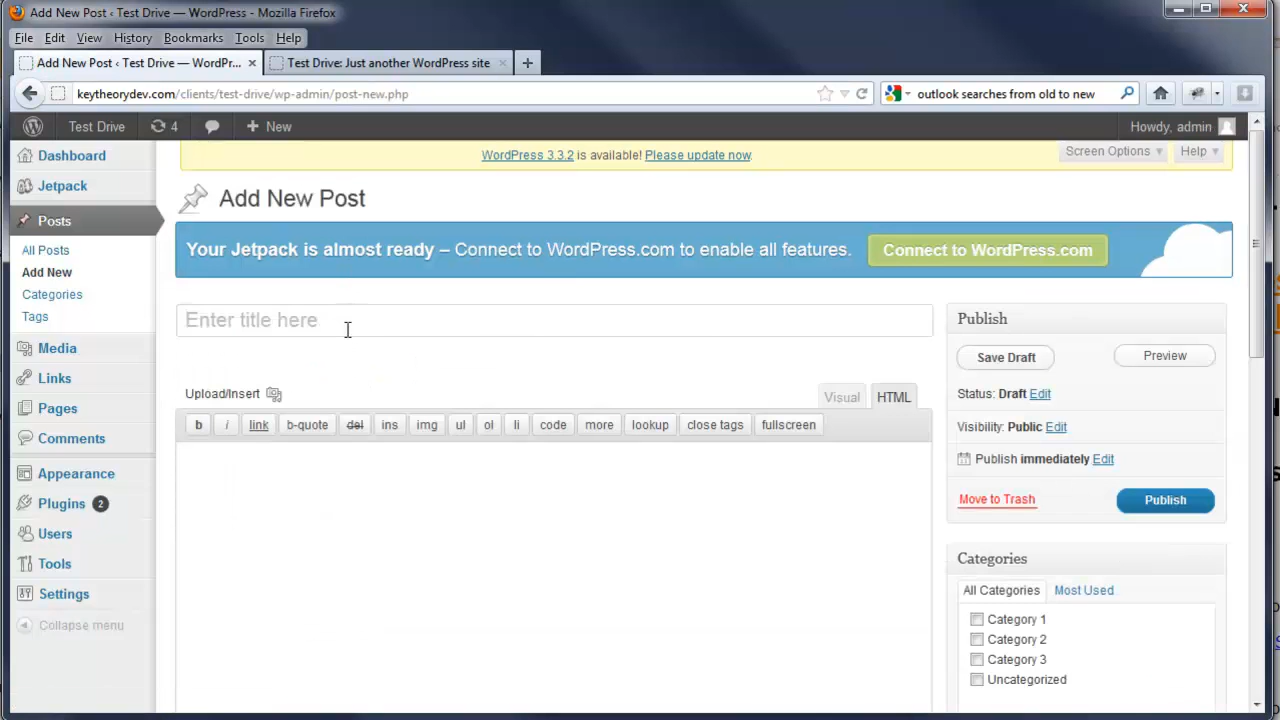 Add New Post ‹ Test Drive — WordPress - Mozilla Firefox
File Edit View History Bookmarks Tools Help
Add New Post ‹ Test Drive — WordPr... × Test Drive: Just another WordPress site × +
keytheorydev.com/clients/test-drive/wp-admin/post-new.php outlook searches from old to new
Test Drive 4 + New Howdy, admin
WordPress 3.3.2 is available! Please update now. Screen Options Help
Dashboard
Jetpack
Posts
All Posts
Add New
Categories
Tags
Media
Links
Pages
Comments
Appearance
Plugins 2
Users
Tools
Settings
Collapse menu
Add New Post
Your Jetpack is almost ready – Connect to WordPress.com to enable all features. Connect to WordPress.com
Enter title here
Upload/Insert Visual HTML
b i link b-quote del ins img ul ol li code more lookup close tags fullscreen
Publish
Save Draft Preview
Status: Draft Edit
Visibility: Public Edit
Publish immediately Edit
Move to Trash Publish
Categories
All Categories Most Used
Category 1
Category 2
Category 3
Uncategorized